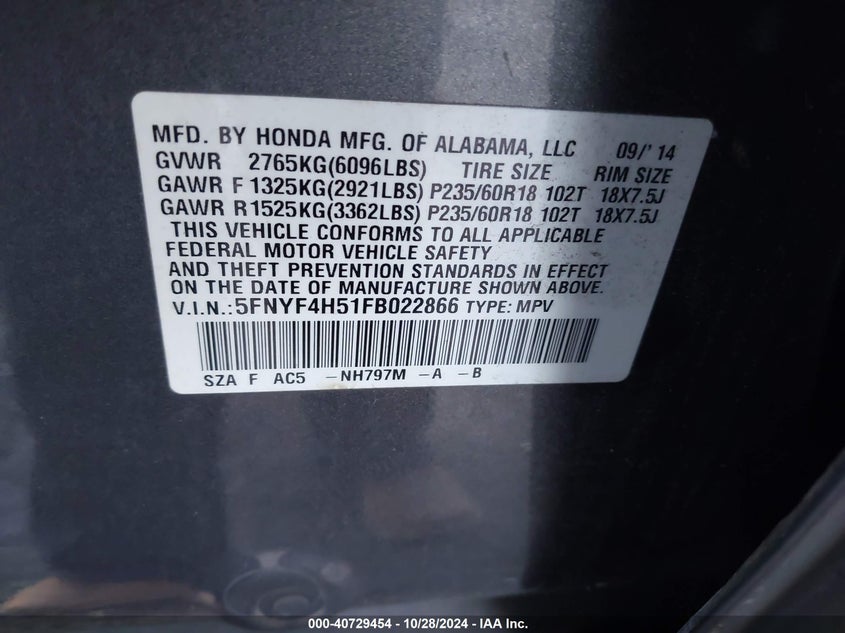 MFD. BY HONDA MFG. OF ALABAMA, LLC 09/'14
GVWR 2765KG(6096LBS) TIRE SIZE RIM SIZE
GAWR F 1325KG(2921LBS) P235/60R18 102T 18X7.5J
GAWR R1525KG(3362LBS) P235/60R18 102T 18X7.5J
THIS VEHICLE CONFORMS TO ALL APPLICABLE
FEDERAL MOTOR VEHICLE SAFETY
AND THEFT PREVENTION STANDARDS IN EFFECT
ON THE DATE OF MANUFACTURE SHOWN ABOVE.
V.I.N.:5FNYF4H51FB022866 TYPE: MPV
SZA F AC5 -NH797M -A -B
000-40729454 - 10/28/2024 - IAA Inc.